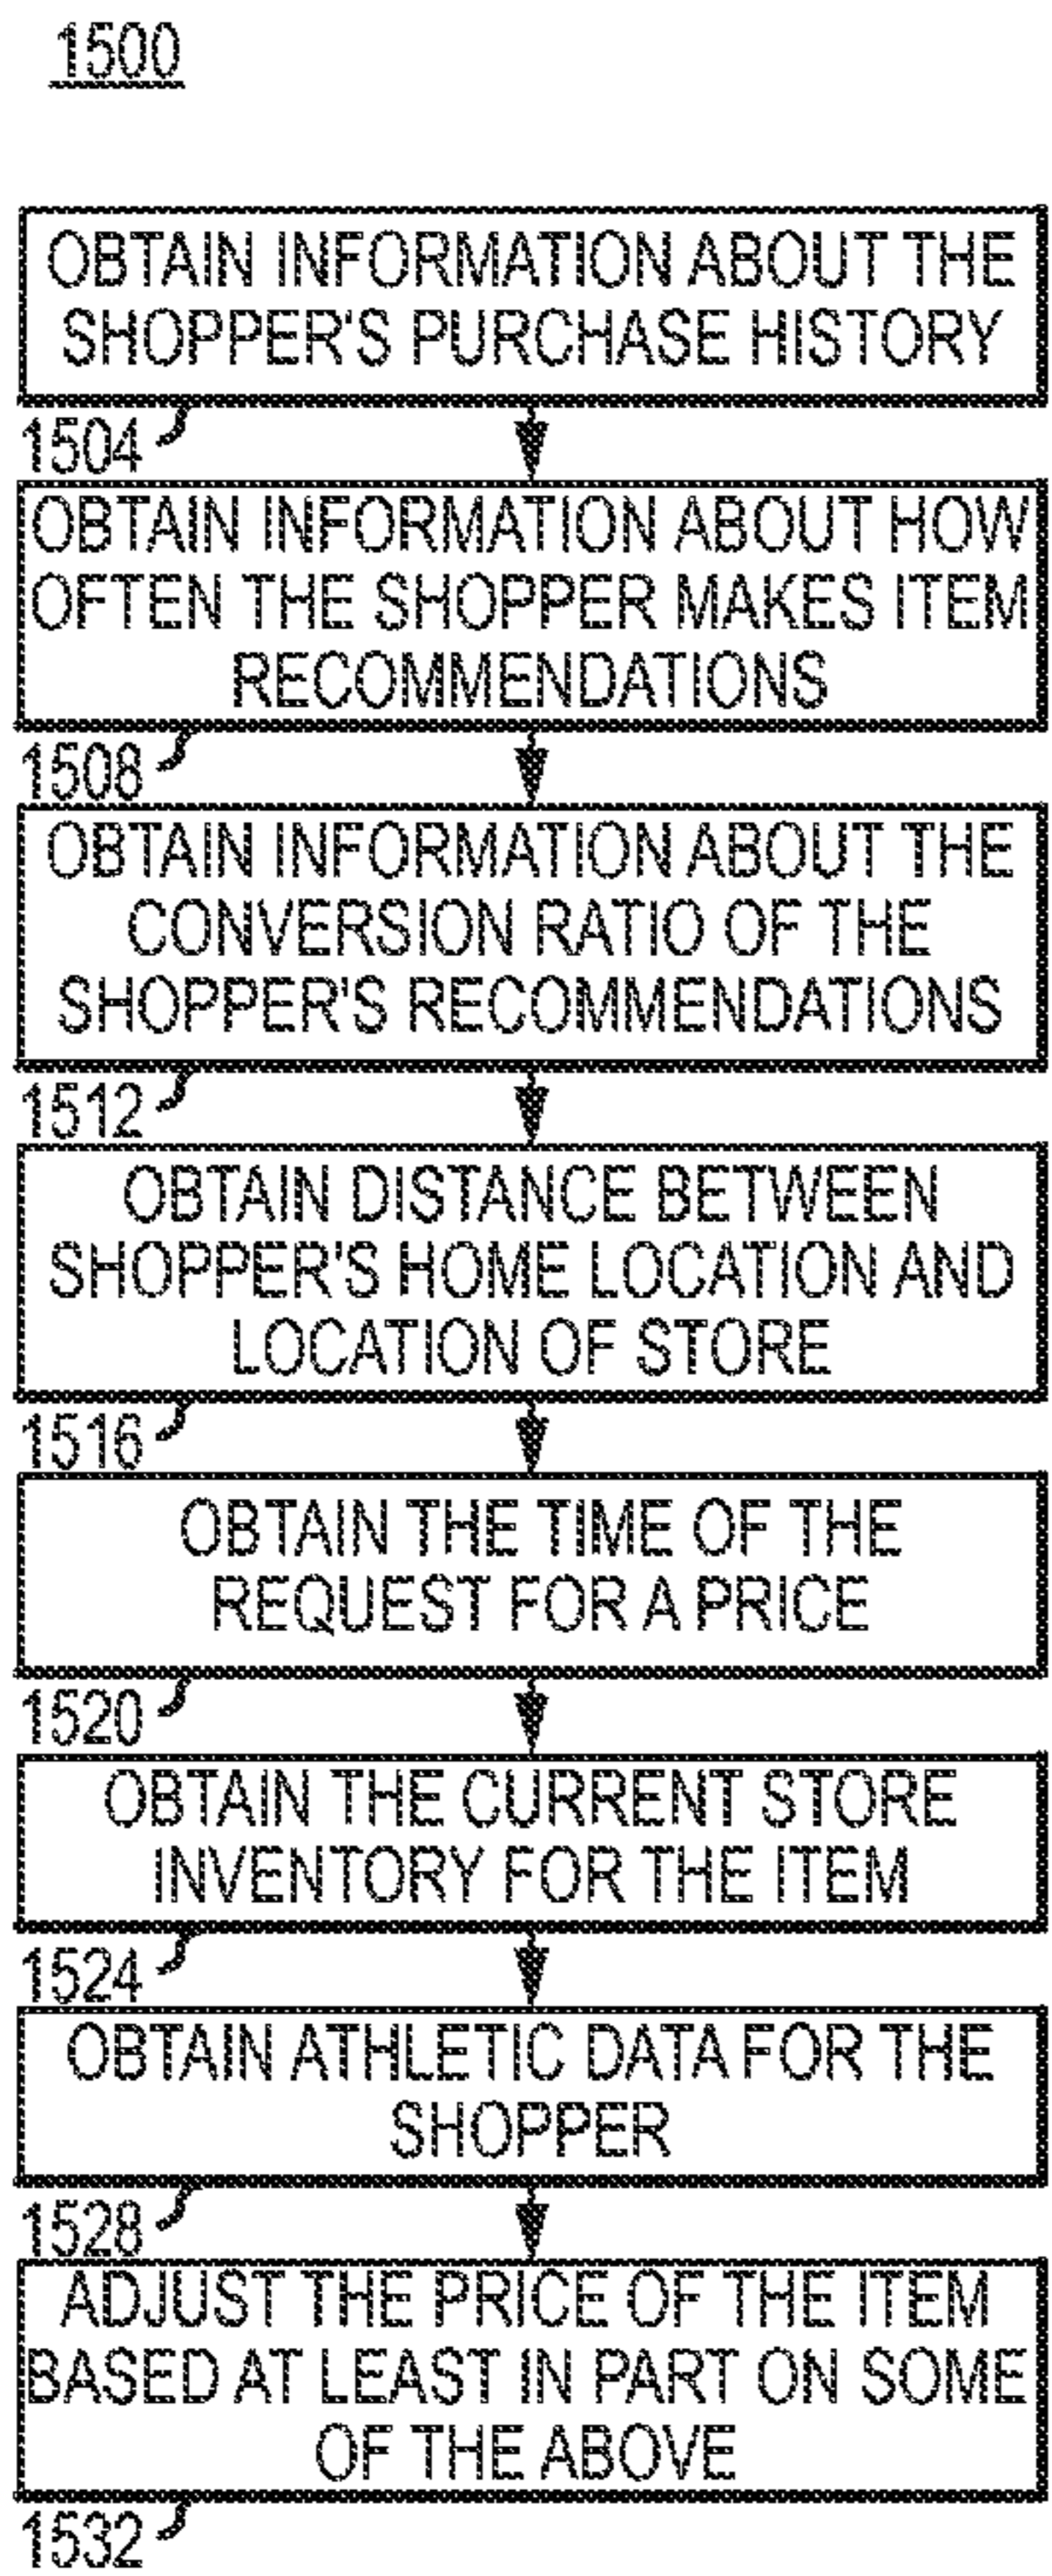 1500
OBTAIN INFORMATION ABOUT THE
SHOPPER'S PURCHASE HISTORY
1504
OBTAIN INFORMATION ABOUT HOW
OFTEN THE SHOPPER MAKES ITEM
RECOMMENDATIONS
1508
OBTAIN INFORMATION ABOUT THE
CONVERSION RATIO OF THE
SHOPPER'S RECOMMENDATIONS
1512
OBTAIN DISTANCE BETWEEN
SHOPPER'S HOME LOCATION AND
LOCATION OF STORE
1516
OBTAIN THE TIME OF THE
REQUEST FOR A PRICE
1520
OBTAIN THE CURRENT STORE
INVENTORY FOR THE ITEM
1524
OBTAIN ATHLETIC DATA FOR THE
SHOPPER
1528
ADJUST THE PRICE OF THE ITEM
BASED AT LEAST IN PART ON SOME
OF THE ABOVE
1532